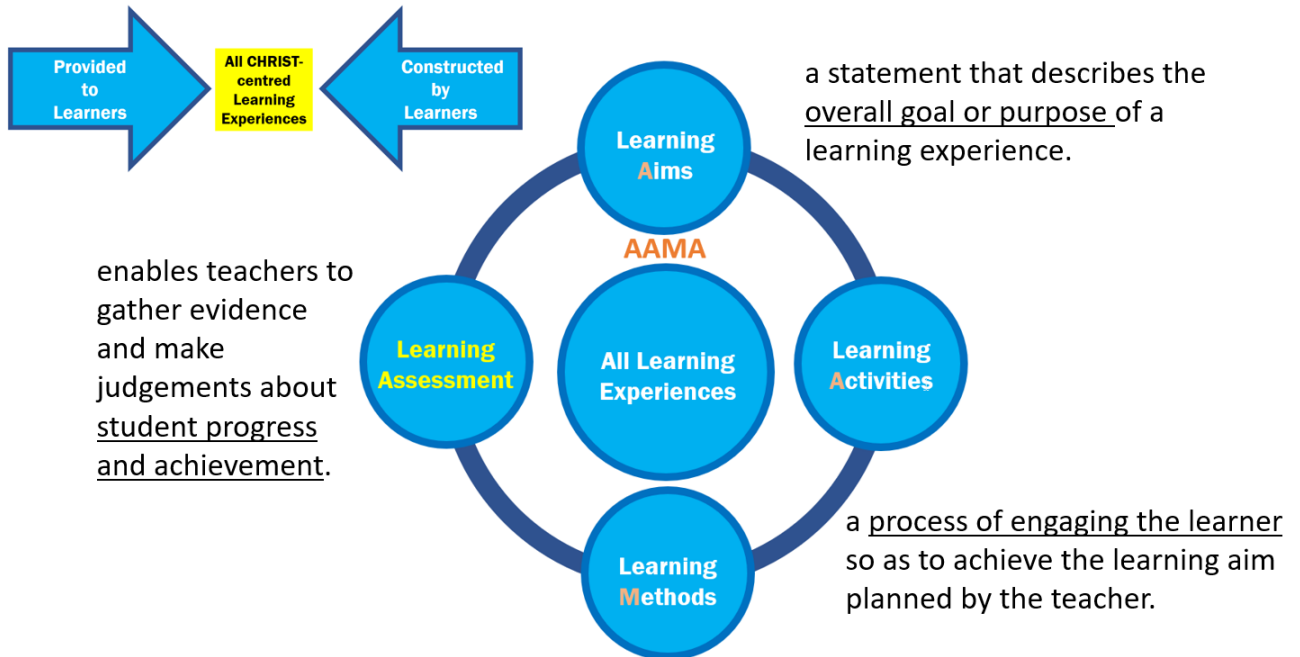 Provided
to
Learners
All CHRIST-
centred
Learning
Experiences
Constructed
by
Learners
a statement that describes the
overall goal or purpose of a
learning experience.
Learning
Aims
AAMA
enables teachers to
gather evidence
and make
judgements about
student progress
and achievement.
Learning
Assessment
All Learning
Experiences
Learning
Activities
a process of engaging the learner
so as to achieve the learning aim
planned by the teacher.
Learning
Methods